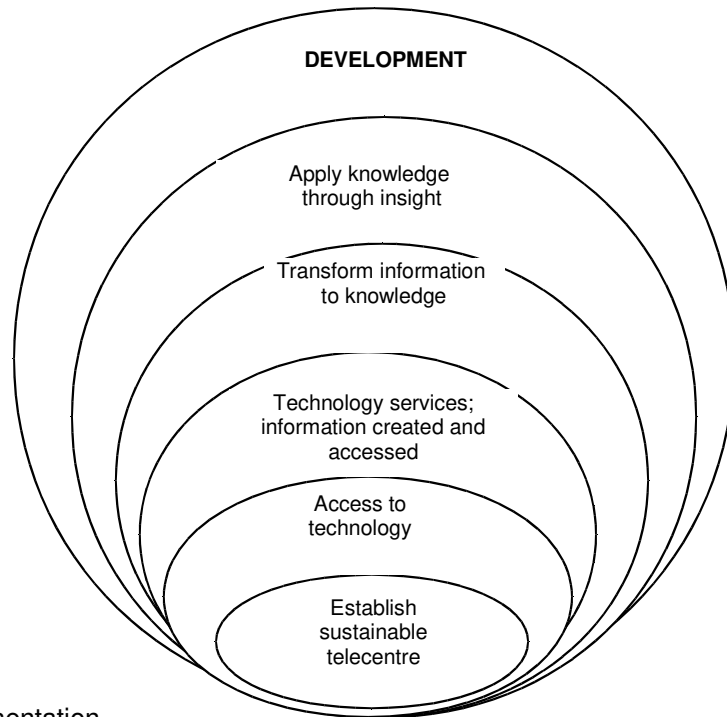 DEVELOPMENT
Apply knowledge
through insight
Transform information
to knowledge
Technology services;
information created and
accessed
Access to
technology
Establish
sustainable
telecentre